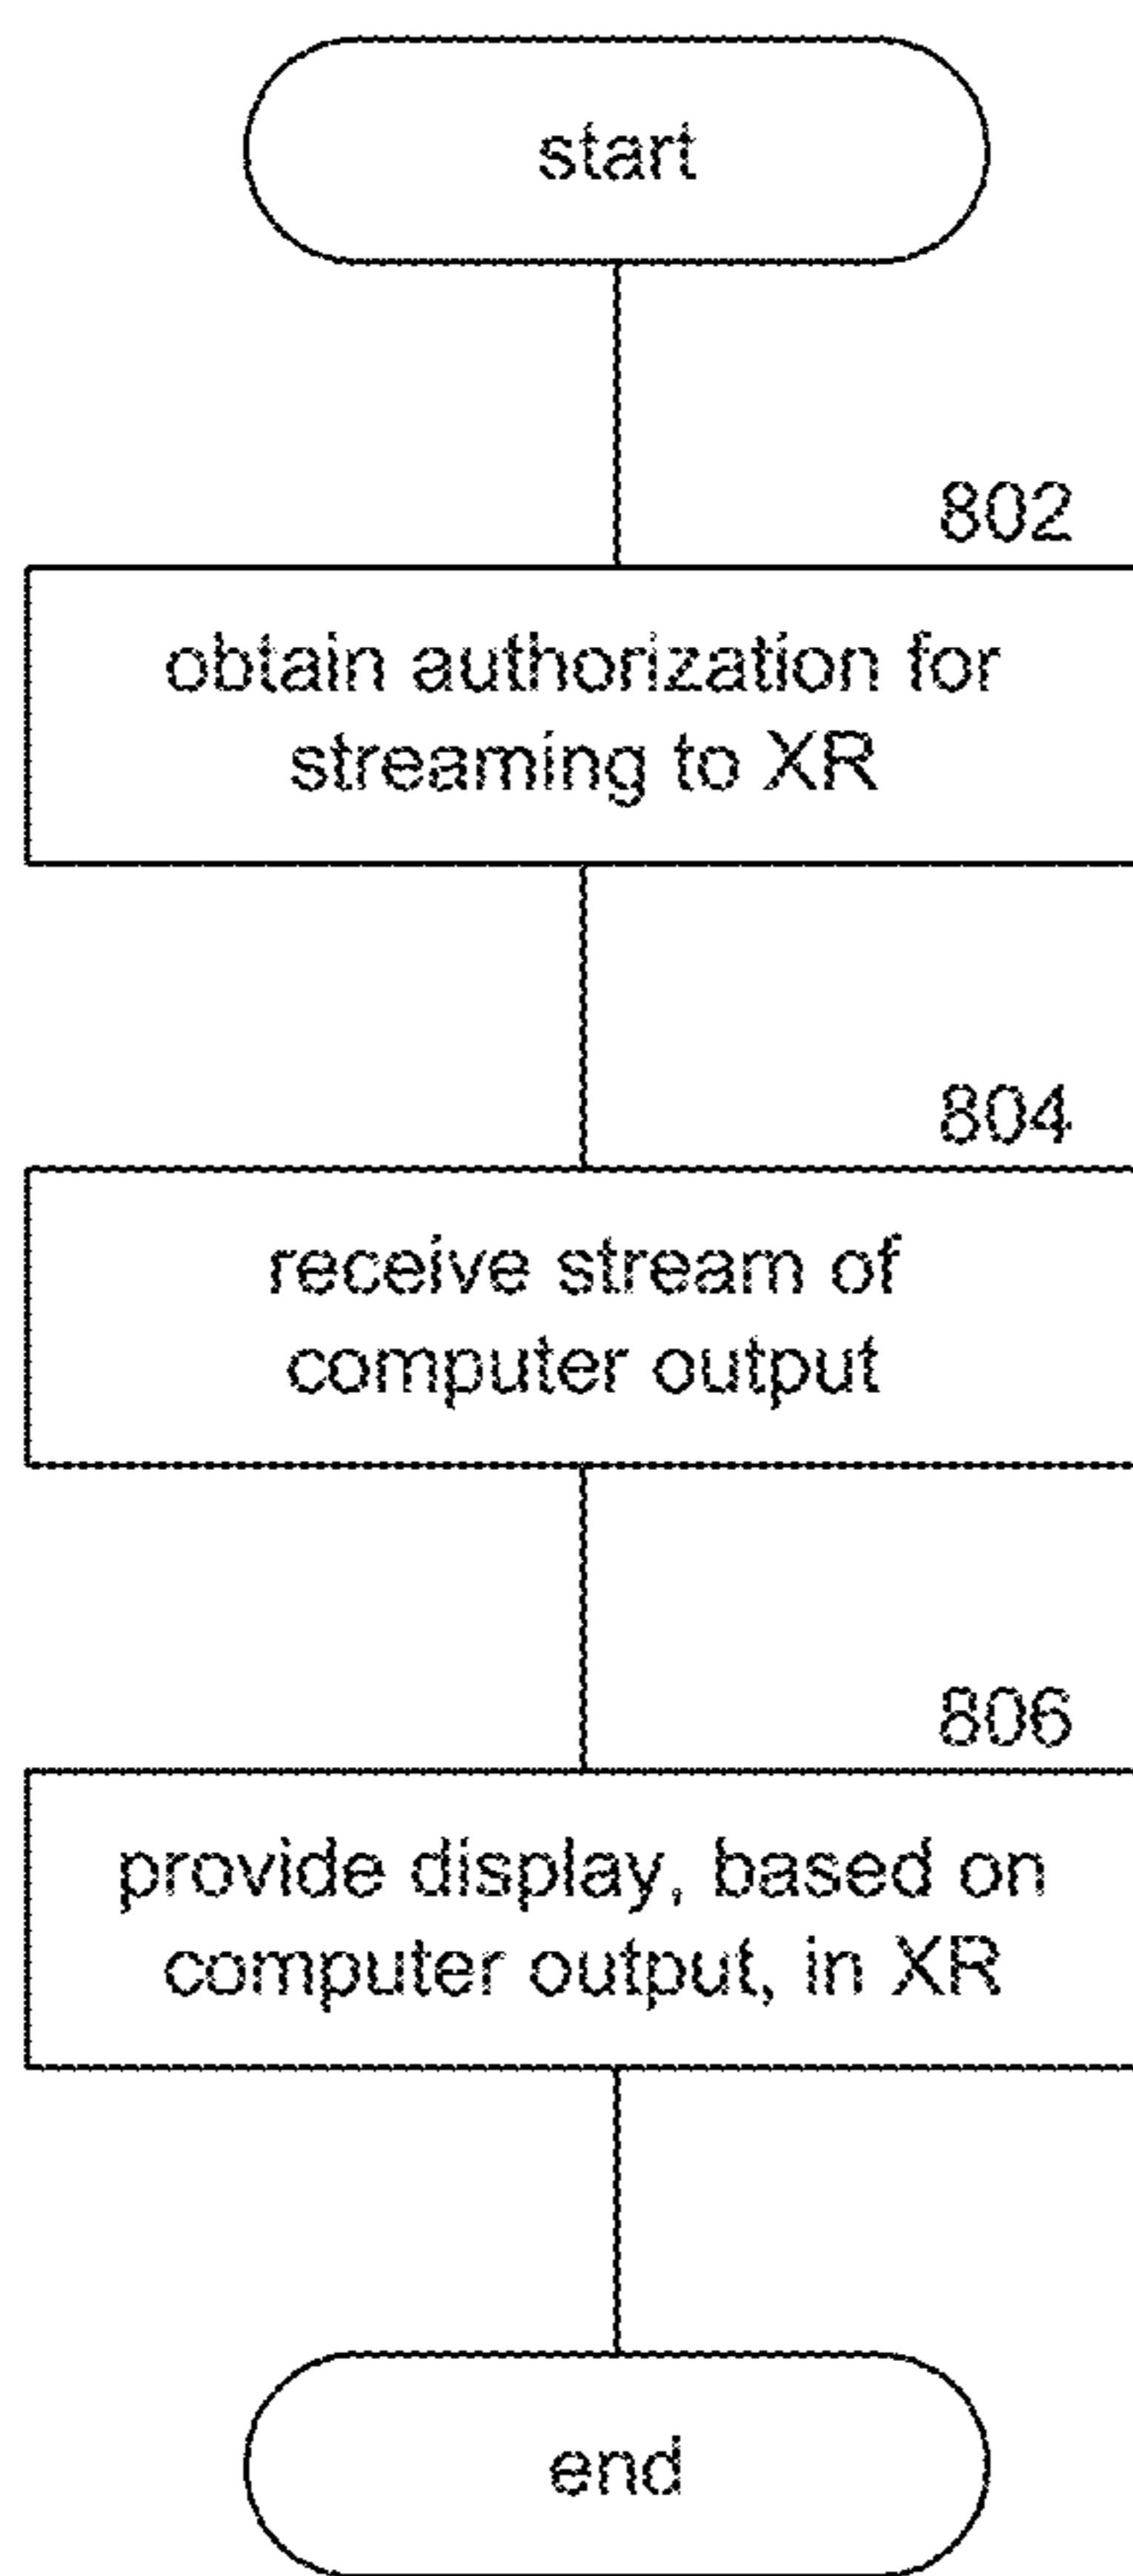 start
802
obtain authorization for
streaming to XR
804
receive stream of
computer output
806
provide display, based on
computer output, in XR
end